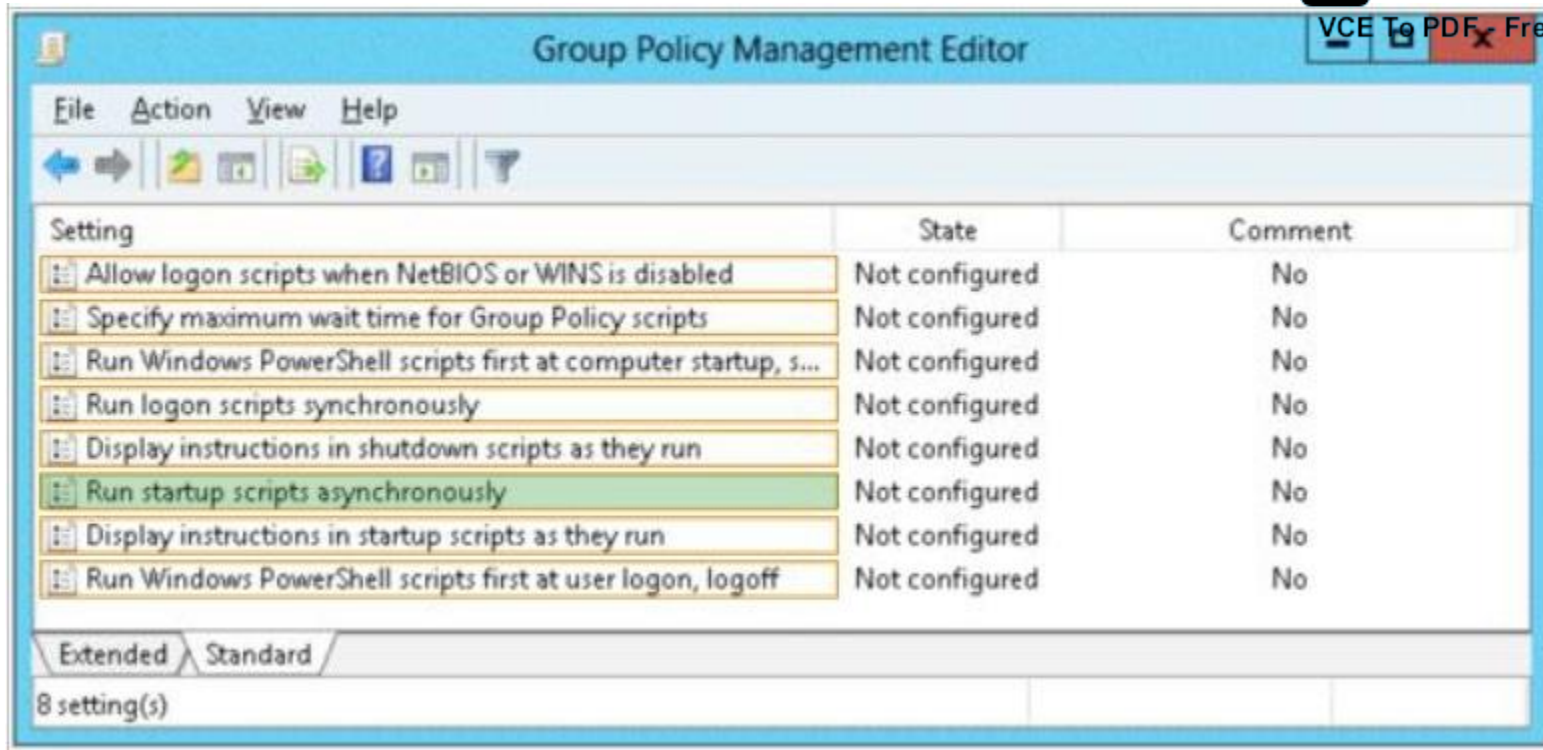 VCE To PDF - Fre
Group Policy Management Editor
File Action View Help
Setting State Comment
Allow logon scripts when NetBIOS or WINS is disabled Not configured No
Specify maximum wait time for Group Policy scripts Not configured No
Run Windows PowerShell scripts first at computer startup, s... Not configured No
Run logon scripts synchronously Not configured No
Display instructions in shutdown scripts as they run Not configured No
Run startup scripts asynchronously Not configured No
Display instructions in startup scripts as they run Not configured No
Run Windows PowerShell scripts first at user logon, logoff Not configured No
Extended Standard
8 setting(s)